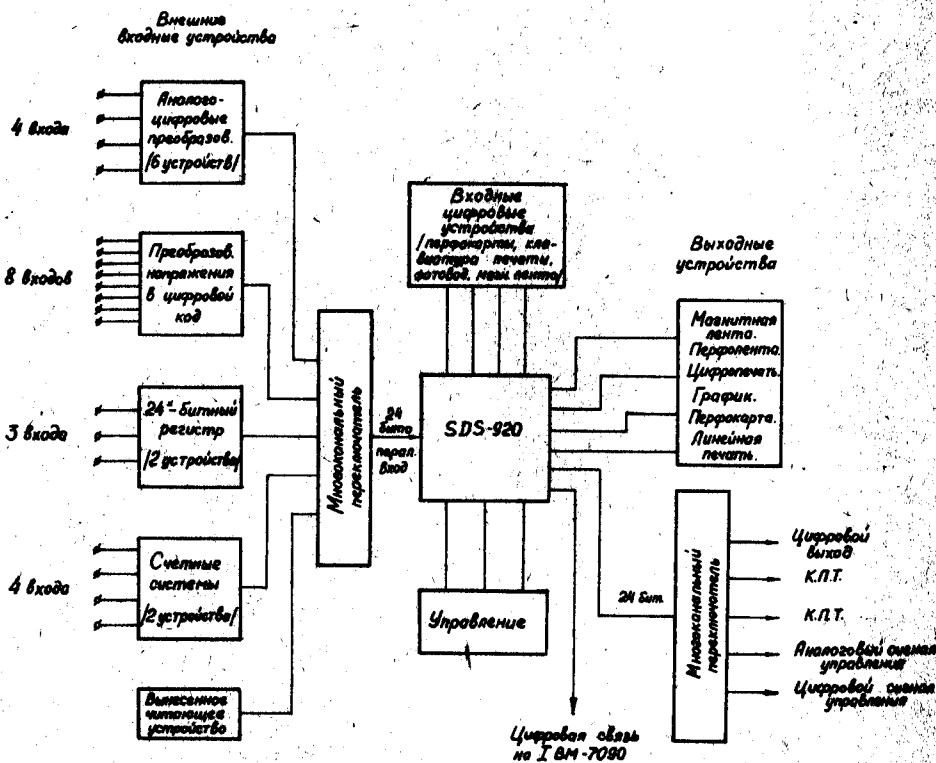 Внешние
входные устройства
4 входа
Аналого-
цифровые
преобразов.
/6 устройств/
8 входов
Преобразов.
напряжения
в цифровой
код
3 входа
24х-битный
регистр
/2 устройства/
4 входа
Счётные
системы
/2 устройства/
Вынесенное
читающее
устройство
Многоканальный
переключатель
24
бита
парал.
вход
Входные
цифровые
устройства
/перфокарты, кла-
виатура печати,
фотоввод, лента/
SDS-920
Управление
Цифровая связь
на IBM-7090
Выходные
устройства
Магнитная
лента.
Перфолента.
Цифропечать.
График.
Перфокарта.
Линейная
печать.
24 бит.
Многоканальный
переключатель
Цифровой
выход
К.П.Т.
К.П.Т.
Аналоговый сигнал
управления
Цифровой сигнал
управления